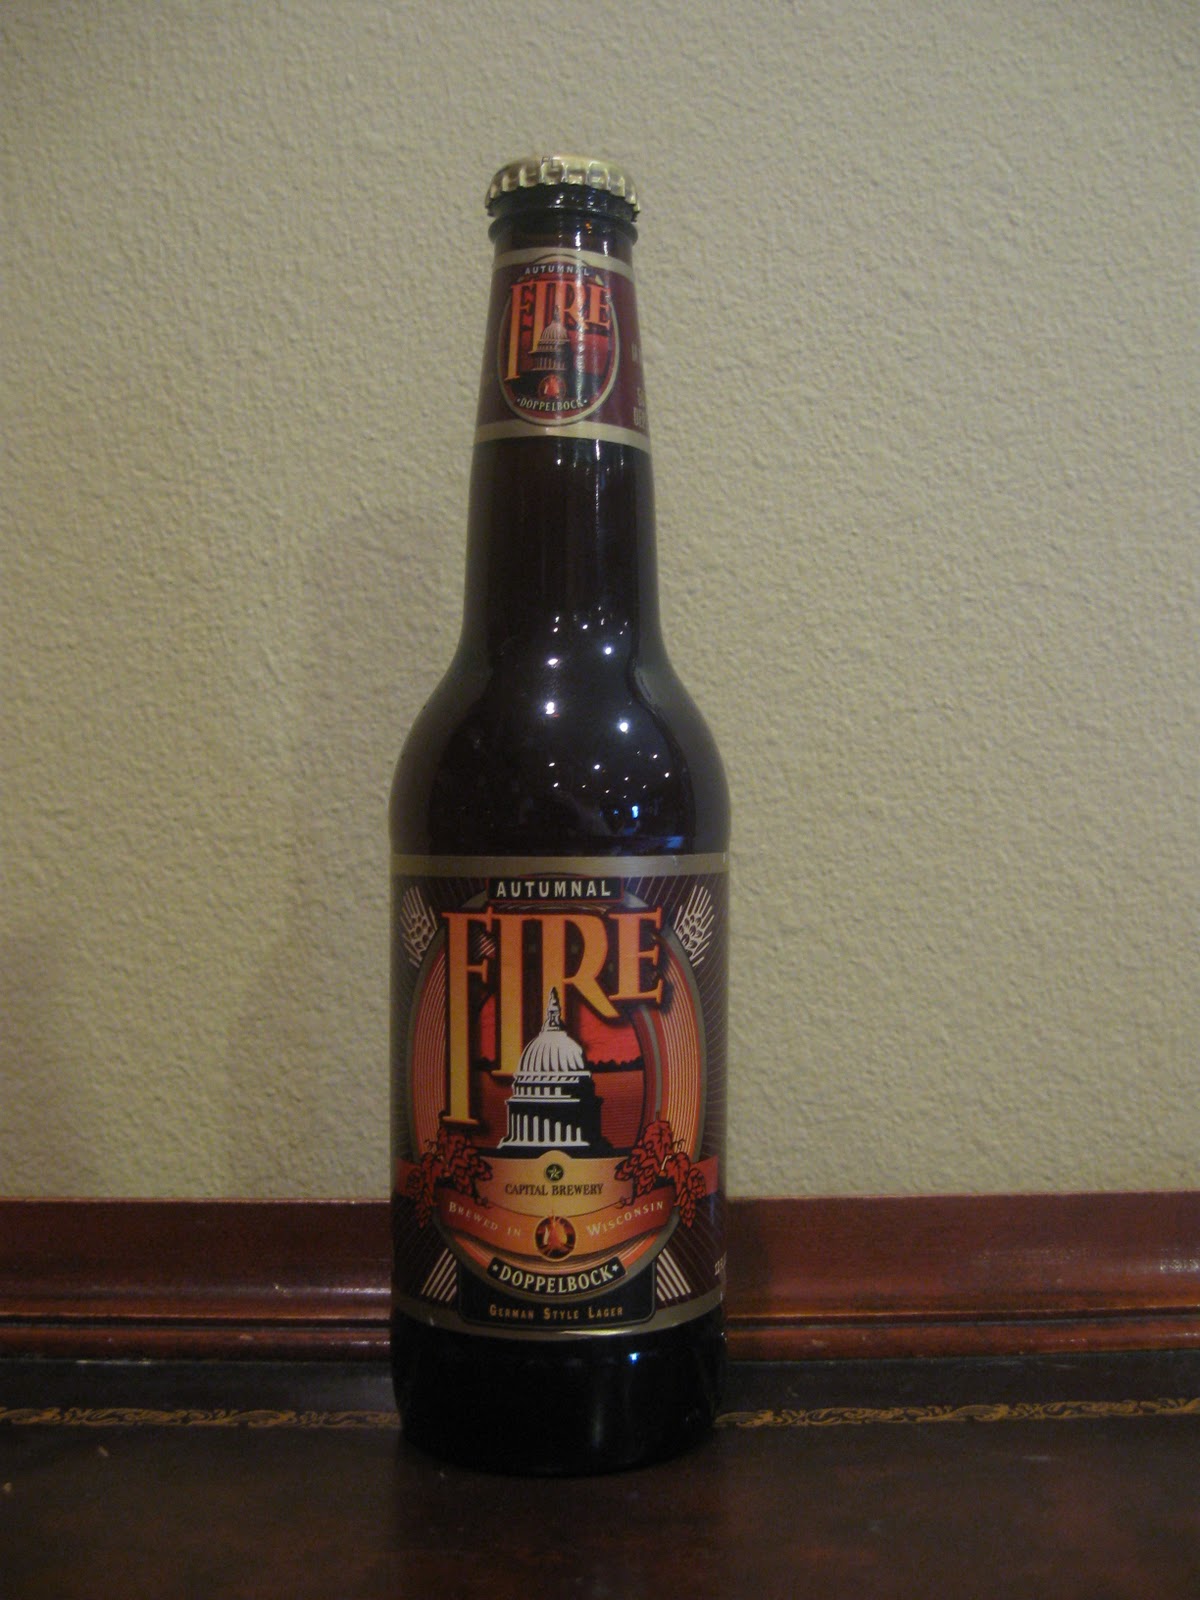 AUTUMNAL
FIRE
DOPPELBOCK
AUTUMNAL
FIRE
CAPITAL BREWERY
BREWED IN WISCONSIN
DOPPELBOCK
GERMAN STYLE LAGER